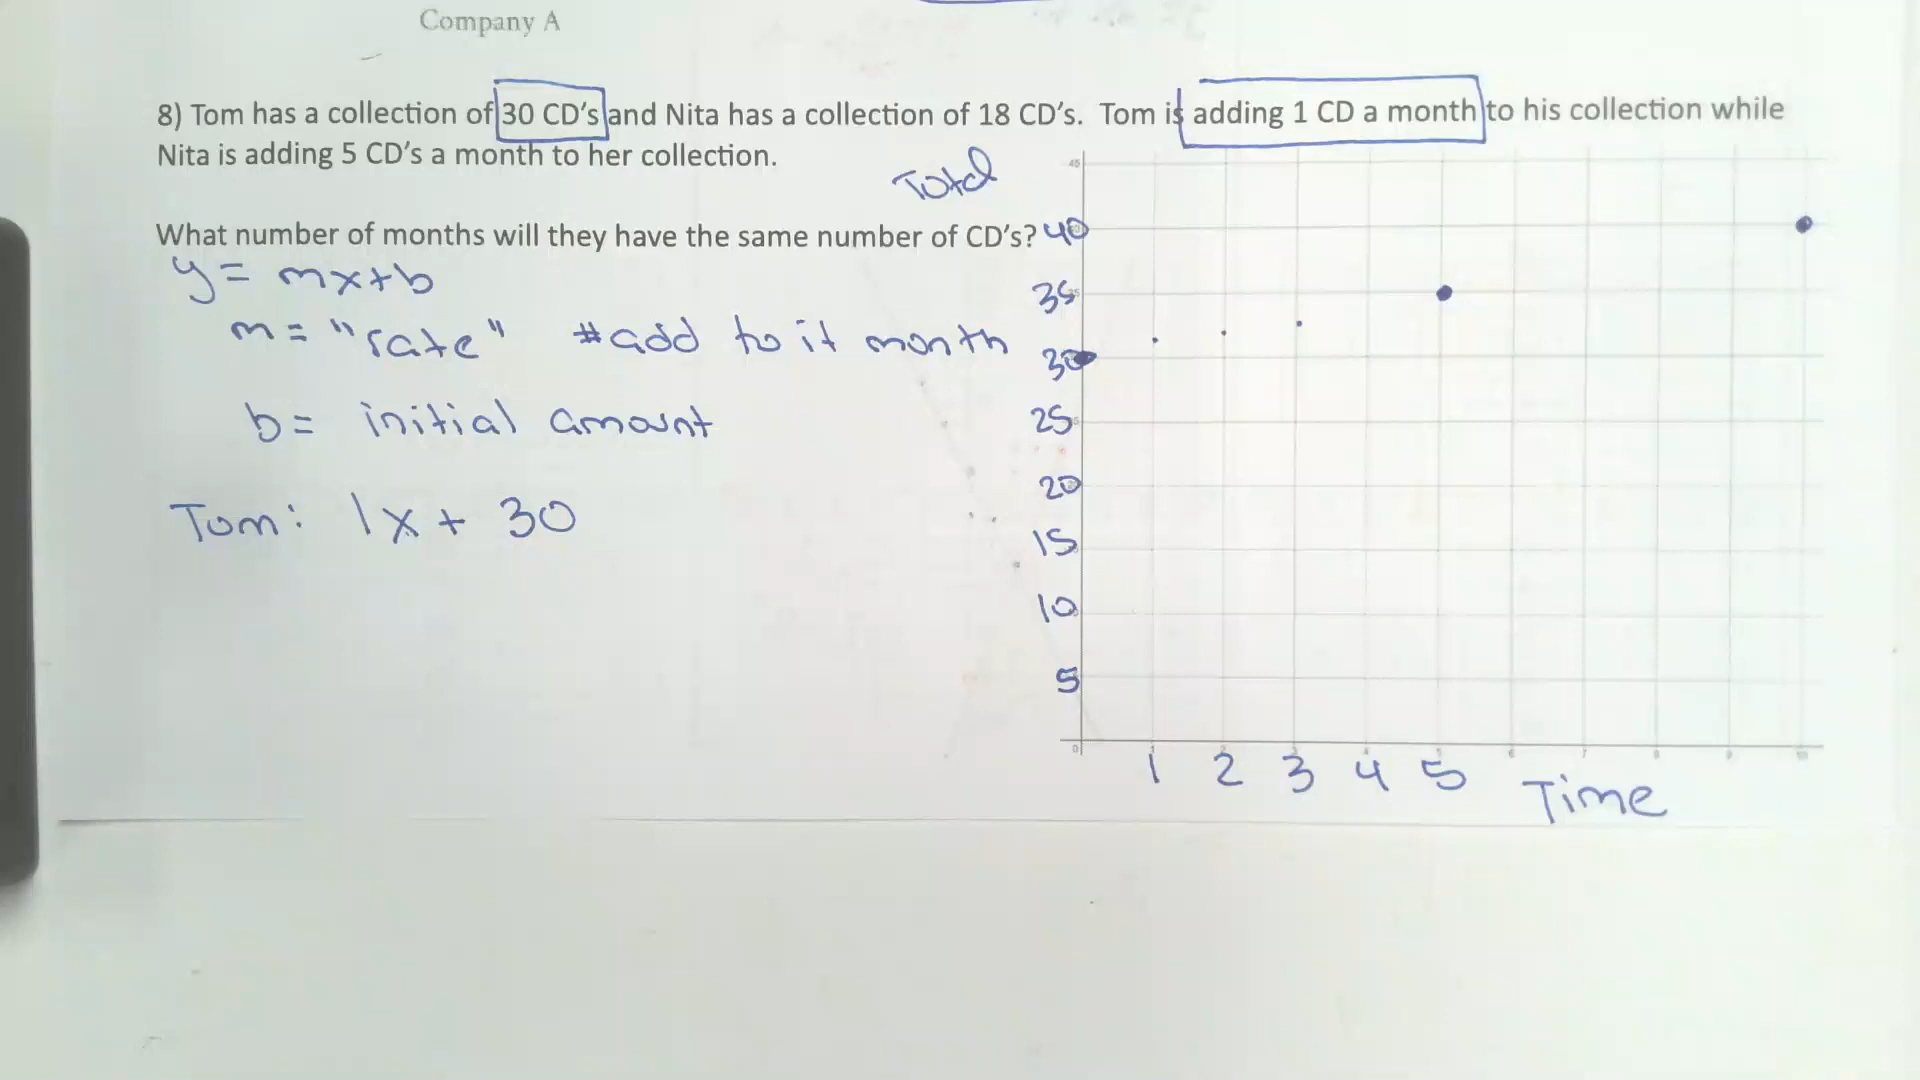 Company A
8) Tom has a collection of 30 CD's and Nita has a collection of 18 CD's. Tom is adding 1 CD a month to his collection while
Nita is adding 5 CD's a month to her collection.
What number of months will they have the same number of CD's?
y = mx+b
m = "rate" #add to it month
b= initial amount
Tom: 1x + 30
Total
45
40
35
30
25
20
15
10
5
0
1 2 3 4 5
Time